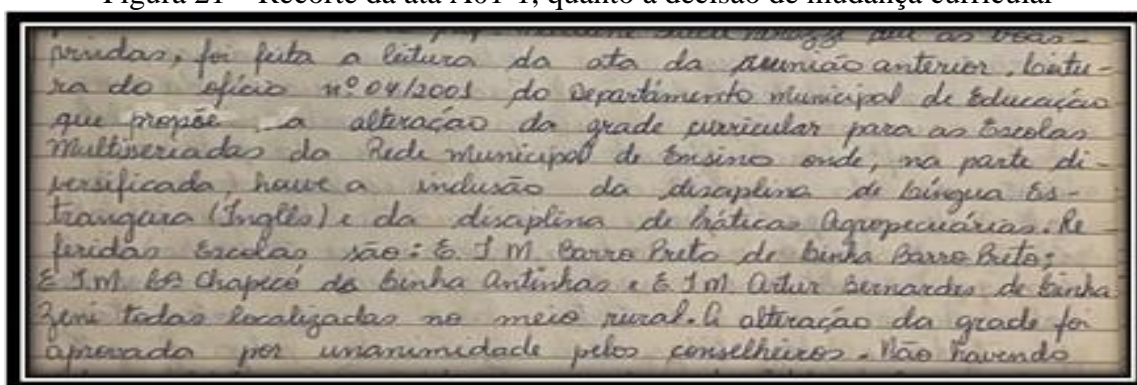 Figura 21 – Recorte da ata A01-1, quanto à decisão de mudança curricular
que as boas-
vindas, foi feita a leitura da ata da reunião anterior, leitu-
ra do ofício nº 04/2001 do Departamento municipal de Educação
que propõe a alteração da grade curricular para as Escolas
Multisseriadas da Rede municipal de Ensino onde, na parte di-
versificada, houve a inclusão da disciplina de Língua Es-
trangeira (Inglês) e da disciplina de Práticas Agropecuárias. Re
feridas Escolas são: E I M Barro Preto de Linha Barro Preto;
E I M Chapecó de Linha Antinhas e E I M Artur Bernardes de Linha
Zeni todas localizadas no meio rural. A alteração da grade foi
aprovada por unanimidade pelos conselheiros. Não havendo